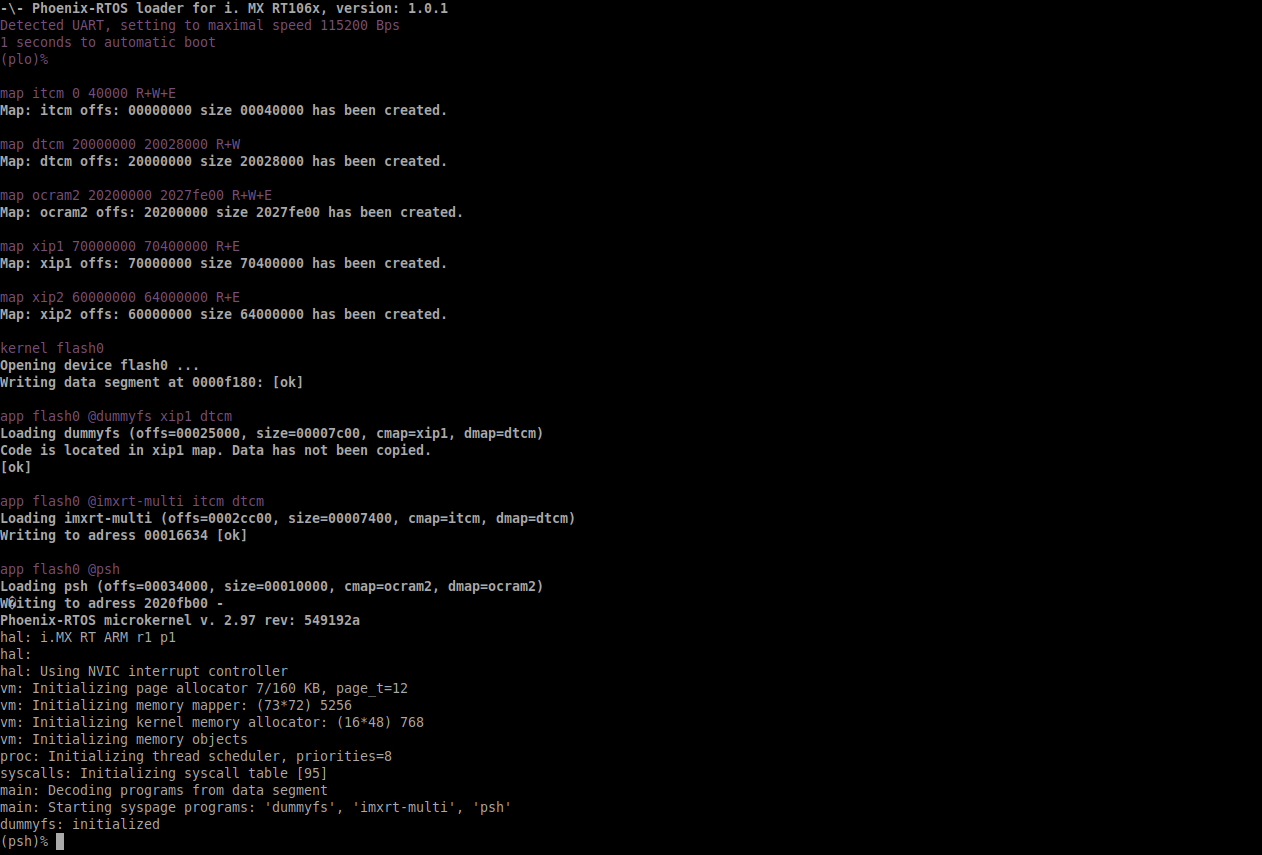 -\- Phoenix-RTOS loader for i. MX RT106x, version: 1.0.1
Detected UART, setting to maximal speed 115200 Bps
1 seconds to automatic boot
(plo)%
map itcm 0 40000 R+W+E
Map: itcm offs: 00000000 size 00040000 has been created.
map dtcm 20000000 20028000 R+W
Map: dtcm offs: 20000000 size 20028000 has been created.
map ocram2 20200000 2027fe00 R+W+E
Map: ocram2 offs: 20200000 size 2027fe00 has been created.
map xip1 70000000 70400000 R+E
Map: xip1 offs: 70000000 size 70400000 has been created.
map xip2 60000000 64000000 R+E
Map: xip2 offs: 60000000 size 64000000 has been created.
kernel flash0
Opening device flash0 ...
Writing data segment at 0000f180: [ok]
app flash0 @dummyfs xip1 dtcm
Loading dummyfs (offs=00025000, size=00007c00, cmap=xip1, dmap=dtcm)
Code is located in xip1 map. Data has not been copied.
[ok]
app flash0 @imxrt-multi itcm dtcm
Loading imxrt-multi (offs=0002cc00, size=00007400, cmap=itcm, dmap=dtcm)
Writing to adress 00016634 [ok]
app flash0 @psh
Loading psh (offs=00034000, size=00010000, cmap=ocram2, dmap=ocram2)
W�iting to adress 2020fb00 -
Phoenix-RTOS microkernel v. 2.97 rev: 549192a
hal: i.MX RT ARM r1 p1
hal:
hal: Using NVIC interrupt controller
vm: Initializing page allocator 7/160 KB, page_t=12
vm: Initializing memory mapper: (73*72) 5256
vm: Initializing kernel memory allocator: (16*48) 768
vm: Initializing memory objects
proc: Initializing thread scheduler, priorities=8
syscalls: Initializing syscall table [95]
main: Decoding programs from data segment
main: Starting syspage programs: 'dummyfs', 'imxrt-multi', 'psh'
dummyfs: initialized
(psh)%